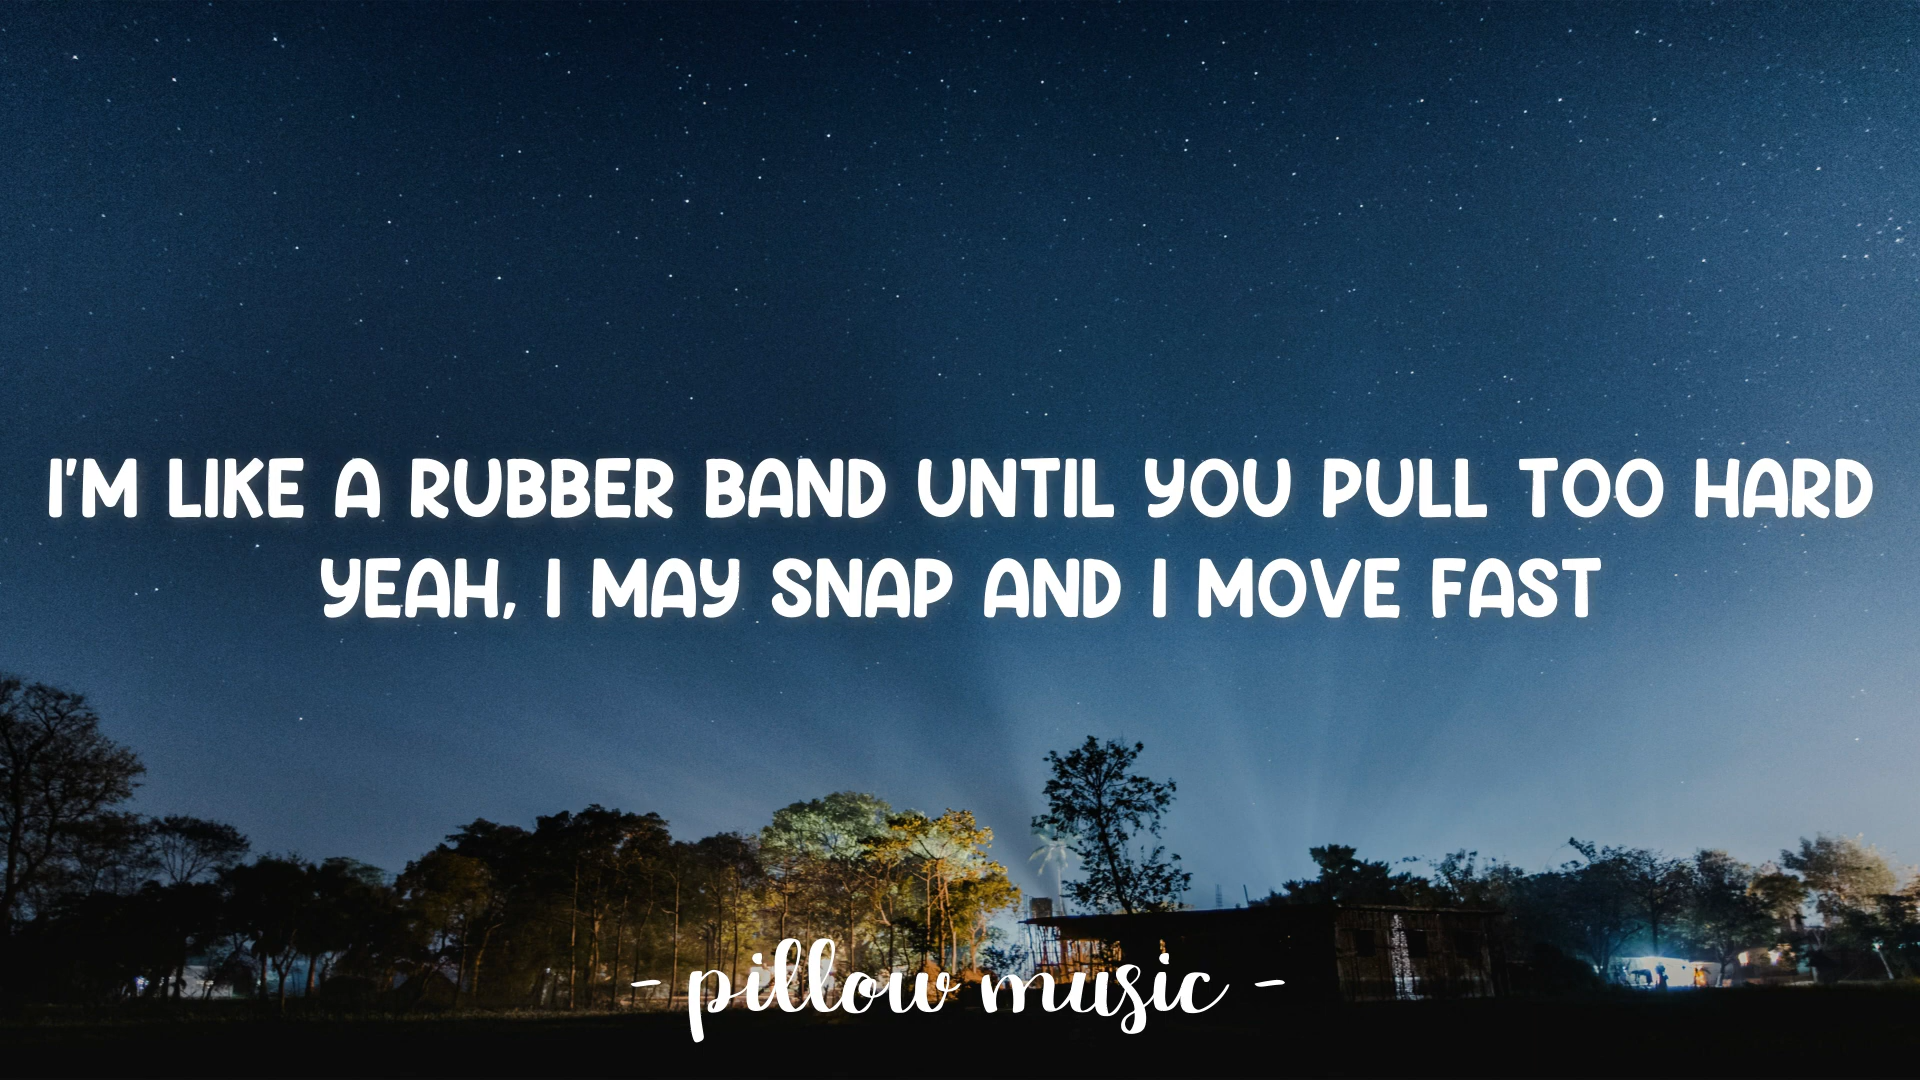 I'M LIKE A RUBBER BAND UNTIL YOU PULL TOO HARD
YEAH, I MAY SNAP AND I MOVE FAST
- pillow music -